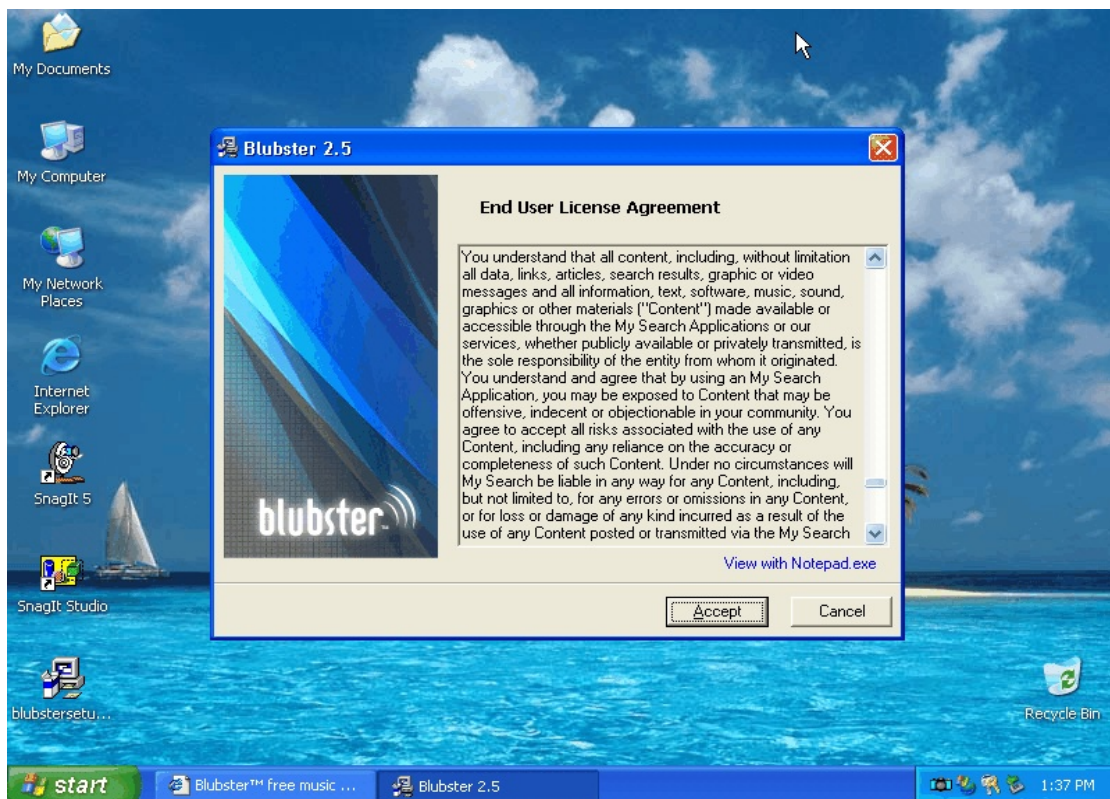 My Documents
My Computer
My Network
Places
Internet
Explorer
SnagIt 5
SnagIt Studio
blubstersetu...
Blubster 2.5
End User License Agreement
You understand that all content, including, without limitation
all data, links, articles, search results, graphic or video
messages and all information, text, software, music, sound,
graphics or other materials ("Content") made available or
accessible through the My Search Applications or our
services, whether publicly available or privately transmitted, is
the sole responsibility of the entity from whom it originated.
You understand and agree that by using an My Search
Application, you may be exposed to Content that may be
offensive, indecent or objectionable in your community. You
agree to accept all risks associated with the use of any
Content, including any reliance on the accuracy or
completeness of such Content. Under no circumstances will
My Search be liable in any way for any Content, including,
but not limited to, for any errors or omissions in any Content,
or for loss or damage of any kind incurred as a result of the
use of any Content posted or transmitted via the My Search
blubster
View with Notepad.exe
Accept
Cancel
Recycle Bin
start
Blubster™ free music ...
Blubster 2.5
1:37 PM